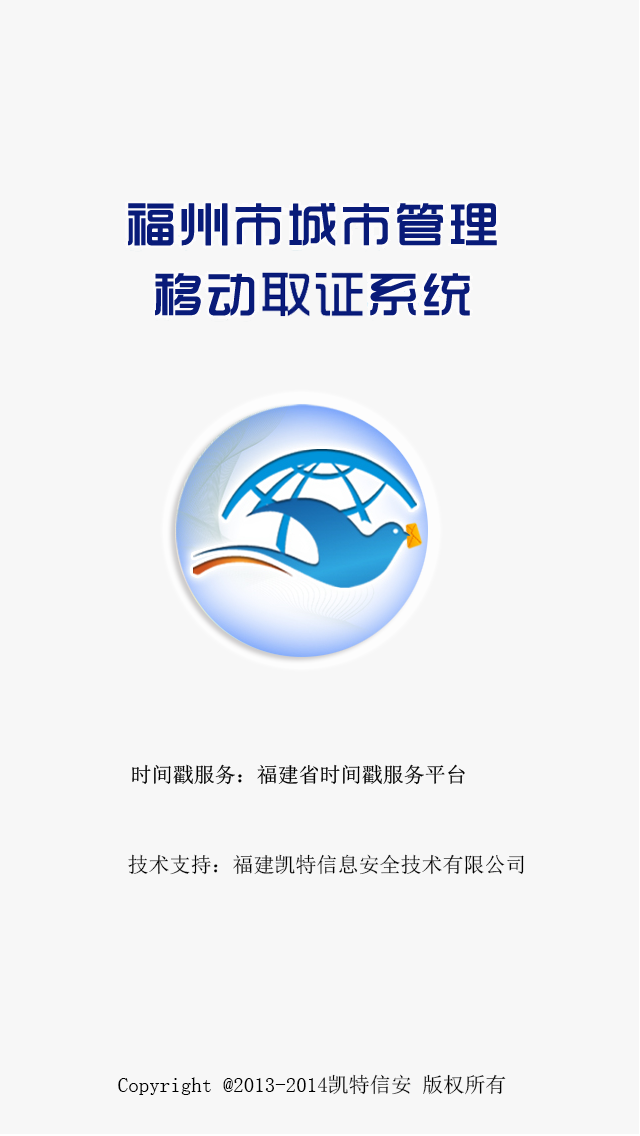 福州市城市管理
移动取证系统
时间戳服务：福建省时间戳服务平台
技术支持：福建凯特信息安全技术有限公司
Copyright @2013-2014凯特信安 版权所有